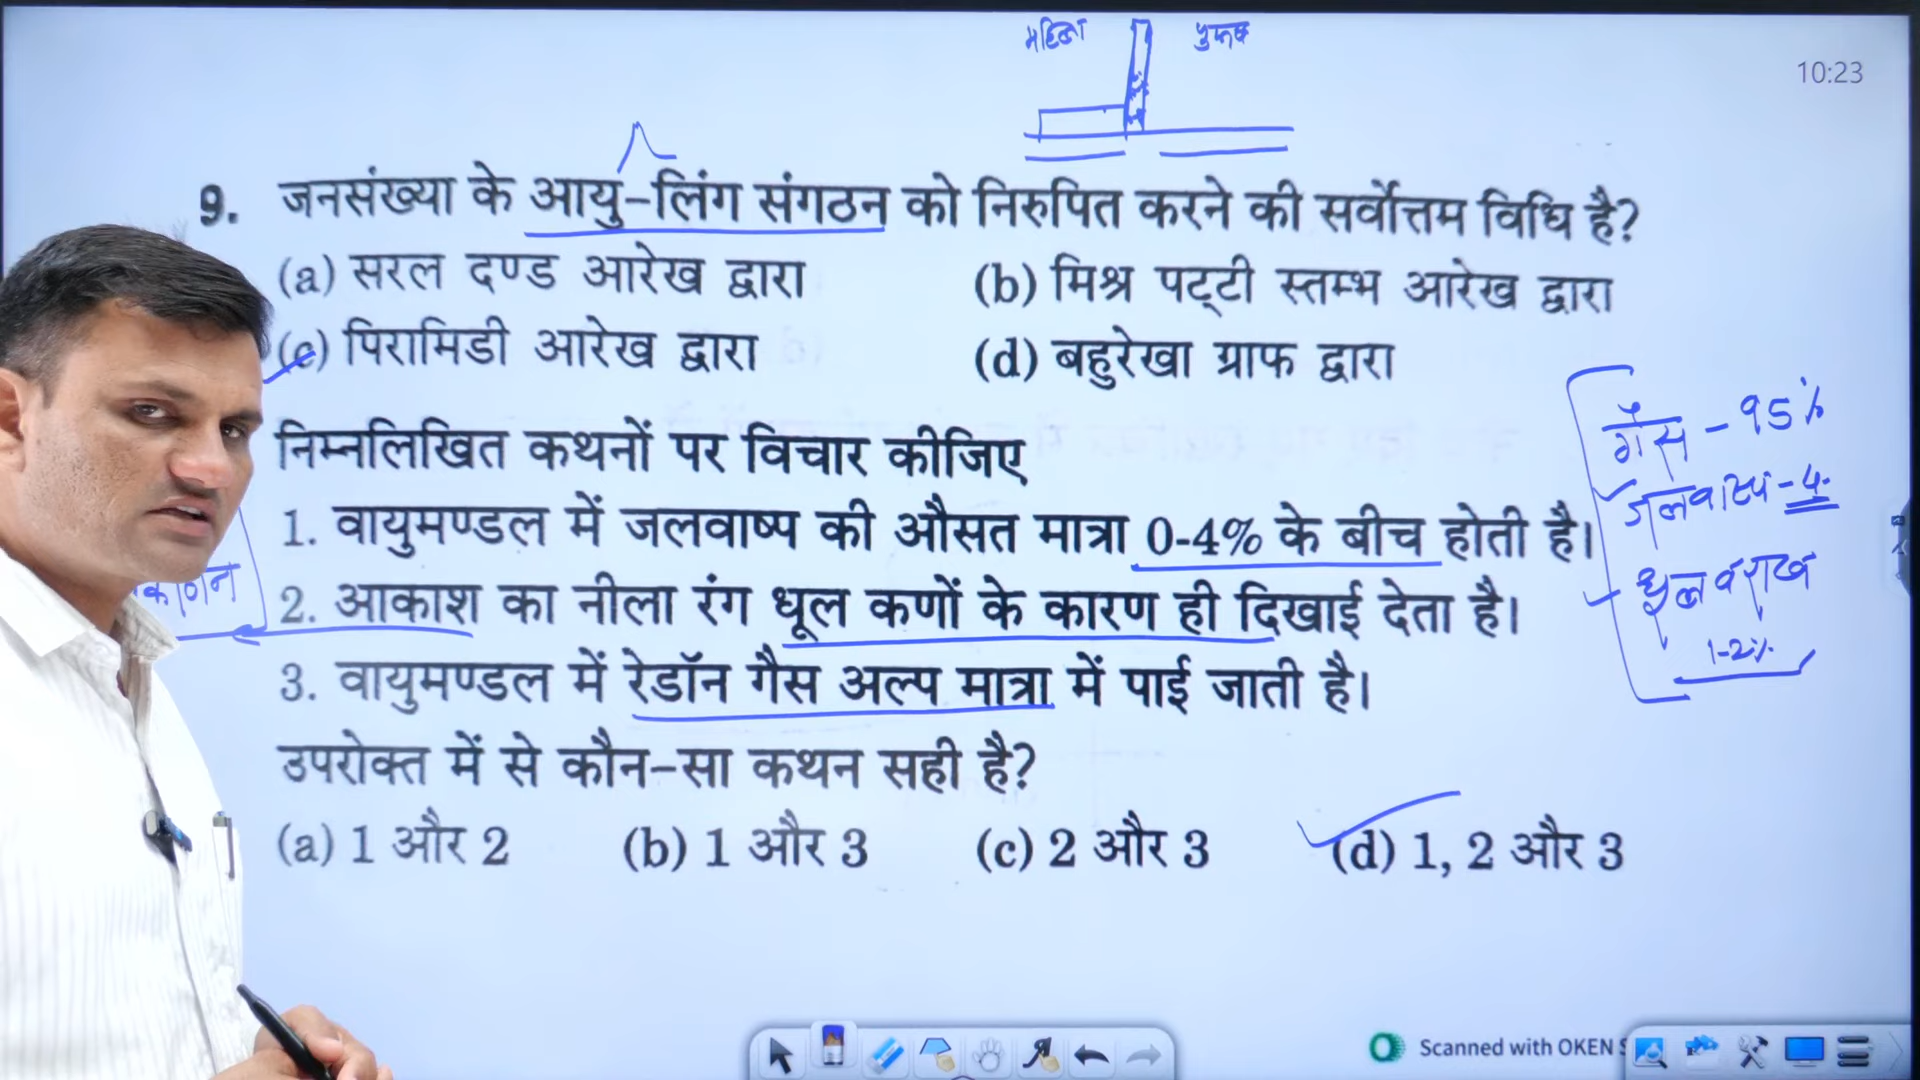 महिला पुरुष
10:23
9. जनसंख्या के आयु-लिंग संगठन को निरुपित करने की सर्वोत्तम विधि है?
(a) सरल दण्ड आरेख द्वारा (b) मिश्र पट्टी स्तम्भ आरेख द्वारा
(c) पिरामिडी आरेख द्वारा (d) बहुरेखा ग्राफ द्वारा
निम्नलिखित कथनों पर विचार कीजिए
1. वायुमण्डल में जलवाष्प की औसत मात्रा 0-4% के बीच होती है।
2. आकाश का नीला रंग धूल कणों के कारण ही दिखाई देता है।
3. वायुमण्डल में रेडॉन गैस अल्प मात्रा में पाई जाती है।
उपरोक्त में से कौन-सा कथन सही है?
(a) 1 और 2 (b) 1 और 3 (c) 2 और 3 (d) 1, 2 और 3
गैस - 95%
जलवाष्प - 4.
धूल व राख
1-2%
Scanned with OKEN S